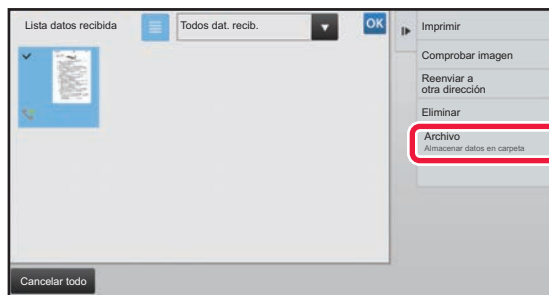 Lista datos recibida
Todos dat. recib.
OK
Imprimir
Comprobar imagen
Reenviar a
otra dirección
Eliminar
Archivo
Almacenar datos en carpeta
Cancelar todo